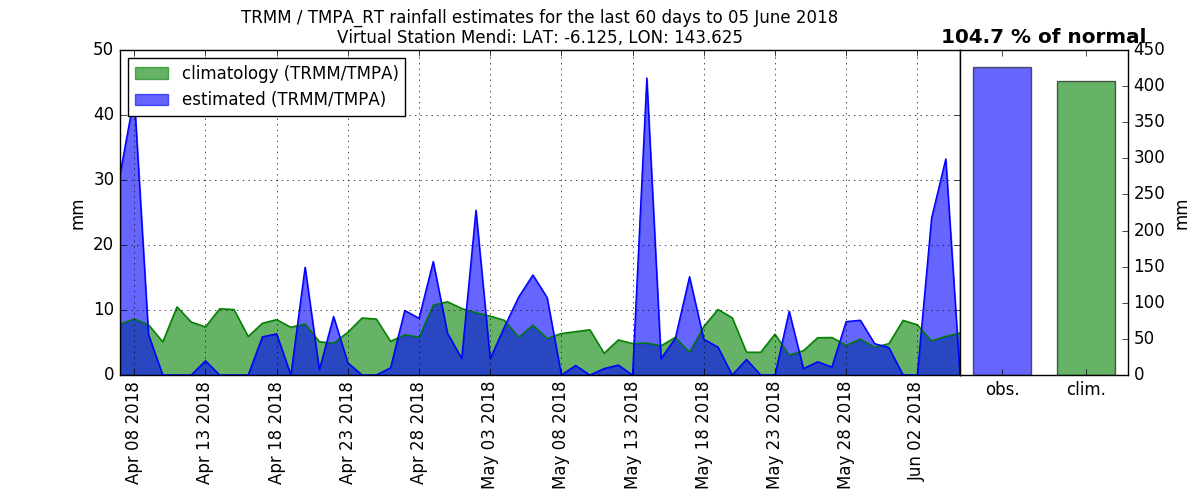 TRMM / TMPA_RT rainfall estimates for the last 60 days to 05 June 2018
Virtual Station Mendi: LAT: -6.125, LON: 143.625
104.7 % of normal
climatology (TRMM/TMPA)
estimated (TRMM/TMPA)
50
40
30
20
10
0
mm
Apr 08 2018
Apr 13 2018
Apr 18 2018
Apr 23 2018
Apr 28 2018
May 03 2018
May 08 2018
May 13 2018
May 18 2018
May 23 2018
May 28 2018
Jun 02 2018
obs.
clim.
450
400
350
300
250
200
150
100
50
0
mm